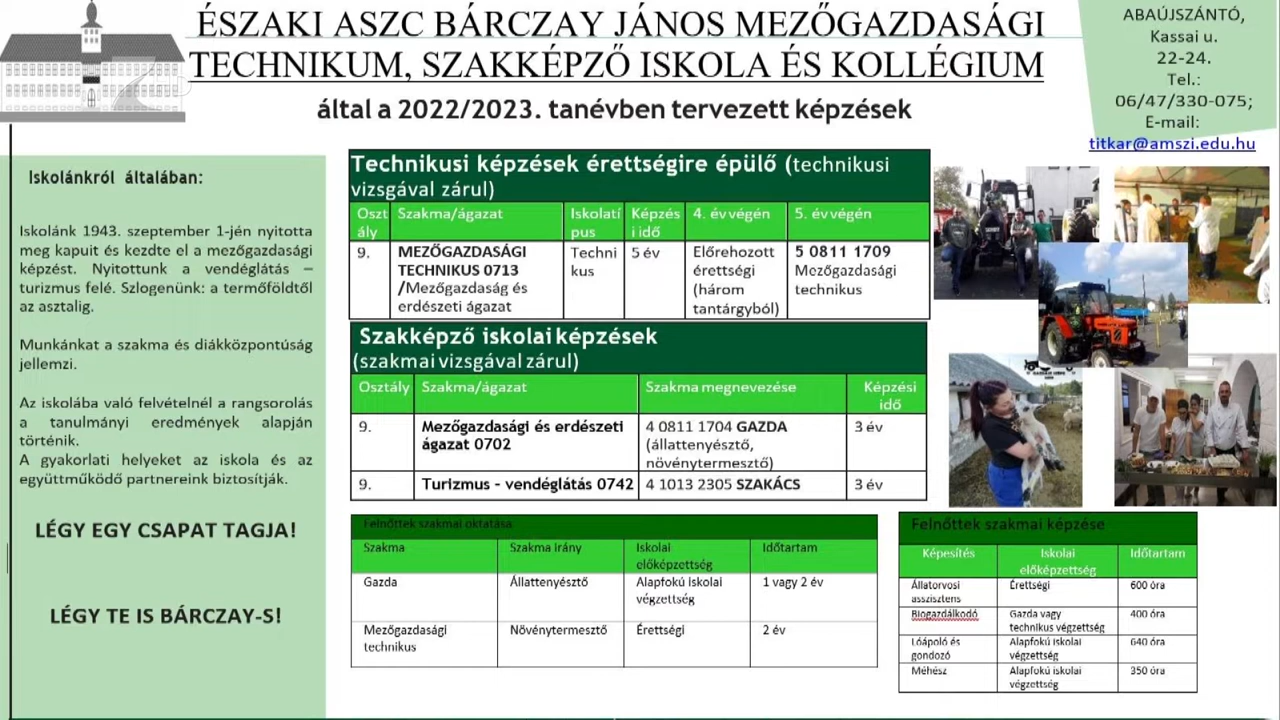 ÉSZAKI ASZC BÁRCZAY JÁNOS MEZŐGAZDASÁGI
TECHNIKUM, SZAKKÉPZŐ ISKOLA ÉS KOLLÉGIUM
által a 2022/2023. tanévben tervezett képzések
ABAÚJSZÁNTÓ,
Kassai u.
22-24.
Tel.:
06/47/330-075;
E-mail:
titkar@amszi.edu.hu
Iskolánkról általában:
Iskolánk 1943. szeptember 1-jén nyitotta
meg kapuit és kezdte el a mezőgazdasági
képzést. Nyitottunk a vendéglátás –
turizmus felé. Szlogenünk: a termőföldtől
az asztalig.
Munkánkat a szakma és diákközpontúság
jellemzi.
Az iskolába való felvételnél a rangsorolás
a tanulmányi eredmények alapján
történik.
A gyakorlati helyeket az iskola és az
együttműködő partnereink biztosítják.
LÉGY EGY CSAPAT TAGJA!
LÉGY TE IS BÁRCZAY-S!
Technikusi képzések érettségire épülő (technikusi
vizsgával zárul)
Oszt Szakma/ágazat Iskolatí Képzés 4. év végén 5. év végén
ály pus i idő
9. MEZŐGAZDASÁGI Techni 5 év Előrehozott 5 0811 1709
TECHNIKUS 0713 kus érettségi Mezőgazdasági
/Mezőgazdaság és (három technikus
erdészeti ágazat tantárgyból)
Szakképző iskolai képzések
(szakmai vizsgával zárul)
Osztály Szakma/ágazat Szakma megnevezése Képzési
idő
9. Mezőgazdasági és erdészeti 4 0811 1704 GAZDA 3 év
ágazat 0702 (állattenyésztő,
növénytermesztő)
9. Turizmus - vendéglátás 0742 4 1013 2305 SZAKÁCS 3 év
Felnőttek szakmai oktatása
Szakma Szakma irány Iskolai Időtartam
előképzettség
Gazda Állattenyésztő Alapfokú iskolai 1 vagy 2 év
végzettség
Mezőgazdasági Növénytermesztő Érettségi 2 év
technikus
Felnőttek szakmai képzése
Képesítés Iskolai Időtartam
előképzettség
Állatorvosi Érettségi 600 óra
asszisztens
Biogazdálkodó Gazda vagy 400 óra
technikus végzettség
Lóápoló és Alapfokú iskolai 640 óra
gondozó végzettség
Méhész Alapfokú iskolai 350 óra
végzettség